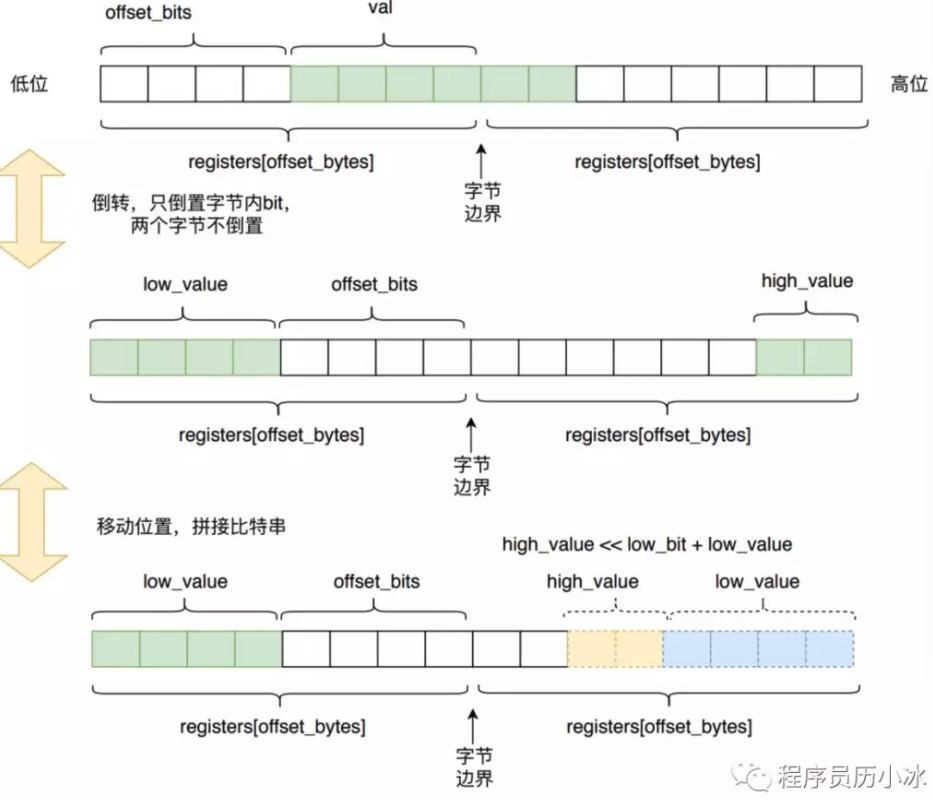 offset_bits
val
低位
高位
registers[offset_bytes]
registers[offset_bytes]
字节
边界
倒转，只倒置字节内bit，
两个字节不倒置
low_value
offset_bits
high_value
registers[offset_bytes]
registers[offset_bytes]
字节
边界
移动位置，拼接比特串
high_value << low_bit + low_value
low_value
offset_bits
high_value
low_value
registers[offset_bytes]
registers[offset_bytes]
字节
边界
程序员历小冰